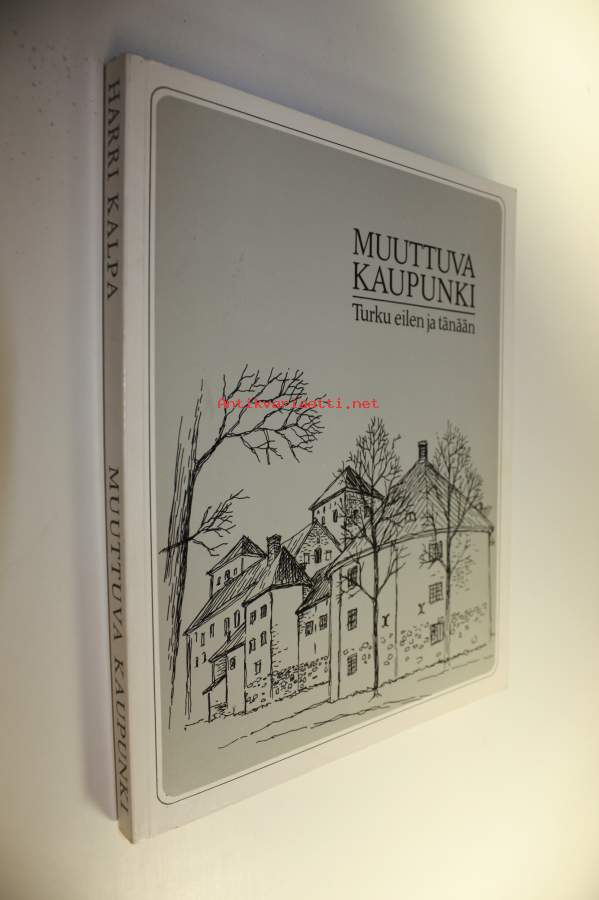 HARRI KALPA MUUTTUVA KAUPUNKI
MUUTTUVA
KAUPUNKI
Turku eilen ja tänään
Antikvariaatti.net